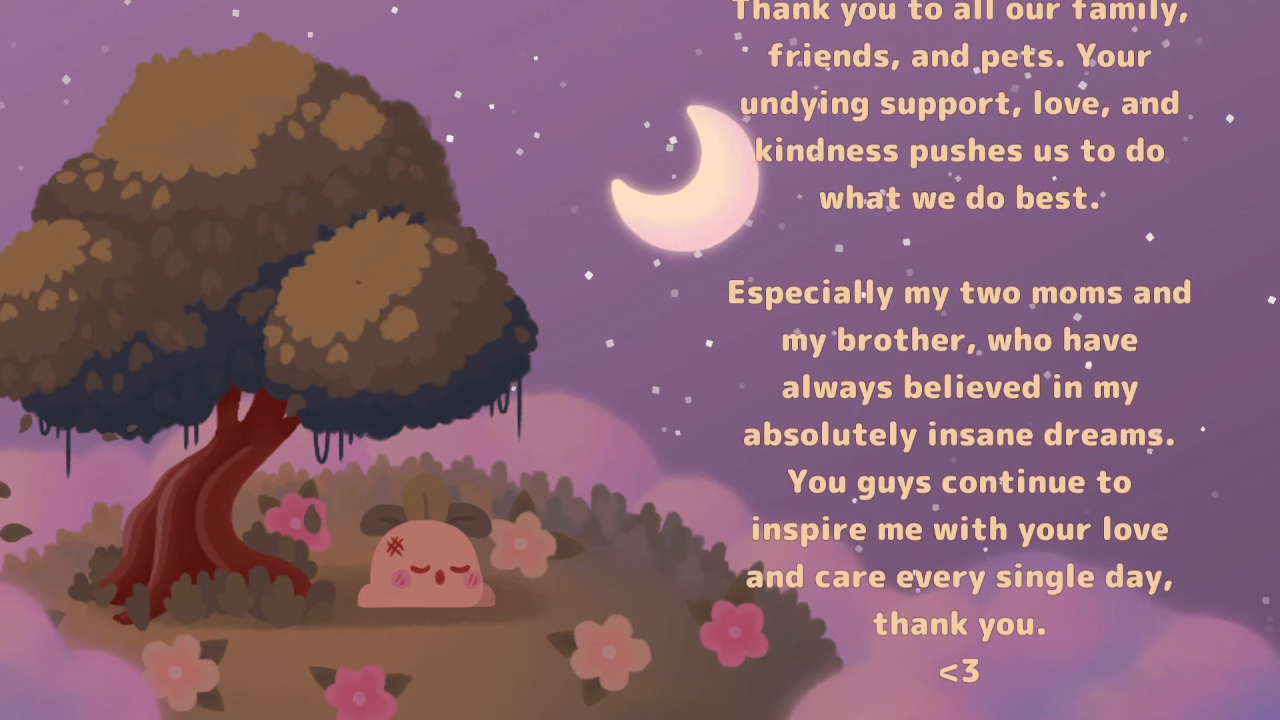 Thank you to all our family,
friends, and pets. Your
undying support, love, and
kindness pushes us to do
what we do best.
Especially my two moms and
my brother, who have
always believed in my
absolutely insane dreams.
You guys continue to
inspire me with your love
and care every single day,
thank you.
<3